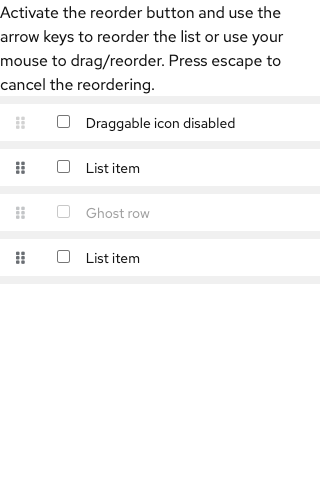 Activate the reorder button and use the
arrow keys to reorder the list or use your
mouse to drag/reorder. Press escape to
cancel the reordering.
Draggable icon disabled
List item
Ghost row
List item